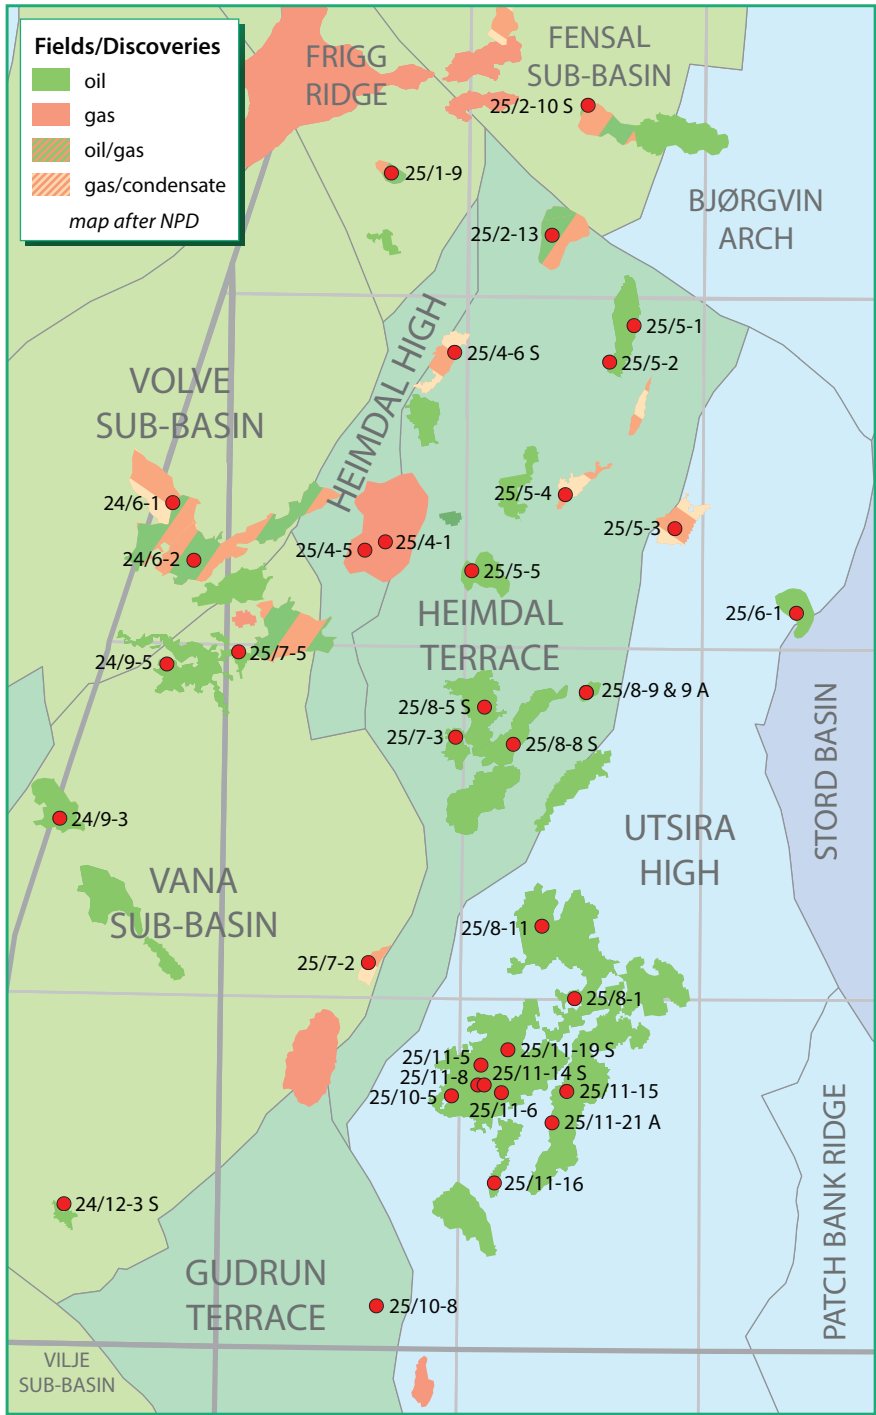 Fields/Discoveries
oil
gas
oil/gas
gas/condensate
map after NPD
FRIGG
RIDGE
FENSAL
SUB-BASIN
25/2-10 S
25/1-9
BJØRGVIN
ARCH
25/2-13
25/5-1
25/4-6 S
25/5-2
HEIMDAL HIGH
VOLVE
SUB-BASIN
24/6-1
25/5-4
25/5-3
24/6-2
25/4-5
25/4-1
25/5-5
HEIMDAL
TERRACE
25/6-1
24/9-5
25/7-5
25/8-9 & 9 A
25/8-5 S
25/7-3
25/8-8 S
STORD BASIN
24/9-3
UTSIRA
HIGH
VANA
SUB-BASIN
25/8-11
25/7-2
25/8-1
25/11-19 S
25/11-5
25/11-14 S
25/11-8
25/10-5
25/11-6
25/11-15
25/11-21 A
25/11-16
24/12-3 S
PATCH BANK RIDGE
GUDRUN
TERRACE
25/10-8
VILJE
SUB-BASIN